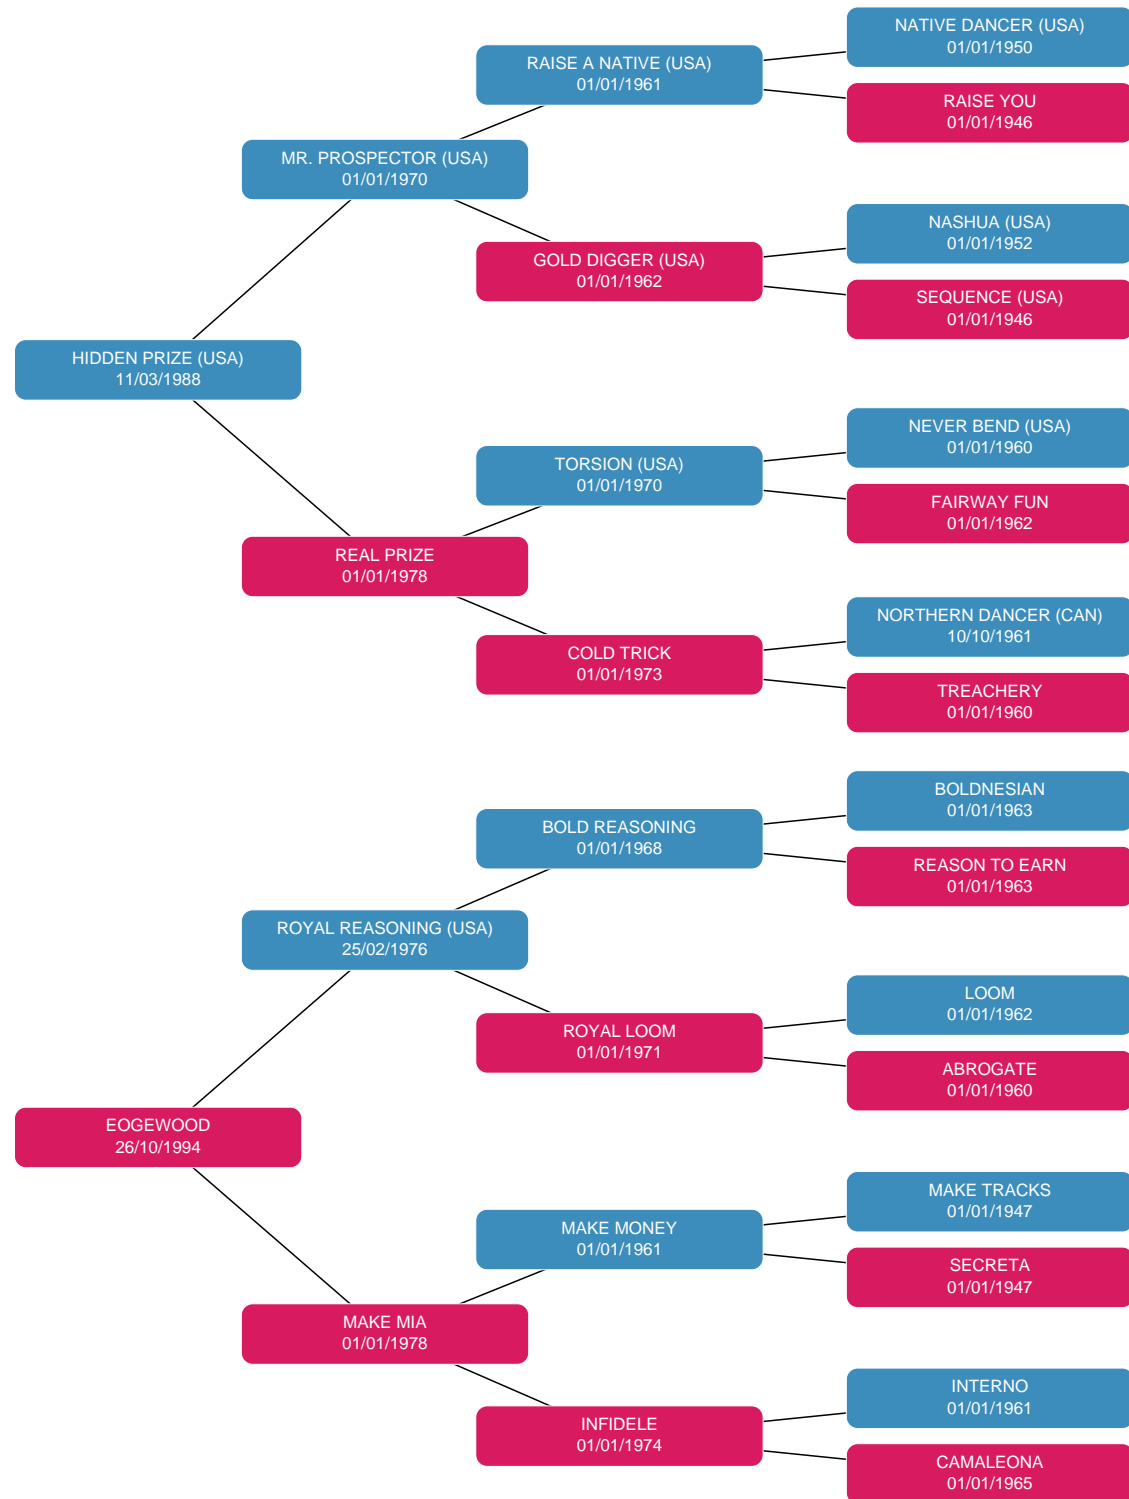 NATIVE DANCER (USA)
01/01/1950
RAISE A NATIVE (USA)
01/01/1961
RAISE YOU
01/01/1946
MR. PROSPECTOR (USA)
01/01/1970
NASHUA (USA)
01/01/1952
GOLD DIGGER (USA)
01/01/1962
SEQUENCE (USA)
01/01/1946
HIDDEN PRIZE (USA)
11/03/1988
NEVER BEND (USA)
01/01/1960
TORSION (USA)
01/01/1970
FAIRWAY FUN
01/01/1962
REAL PRIZE
01/01/1978
NORTHERN DANCER (CAN)
10/10/1961
COLD TRICK
01/01/1973
TREACHERY
01/01/1960
BOLDNESIAN
01/01/1963
BOLD REASONING
01/01/1968
REASON TO EARN
01/01/1963
ROYAL REASONING (USA)
25/02/1976
LOOM
01/01/1962
ROYAL LOOM
01/01/1971
ABROGATE
01/01/1960
EOGEWOOD
26/10/1994
MAKE TRACKS
01/01/1947
MAKE MONEY
01/01/1961
SECRETA
01/01/1947
MAKE MIA
01/01/1978
INTERNO
01/01/1961
INFIDELE
01/01/1974
CAMALEONA
01/01/1965